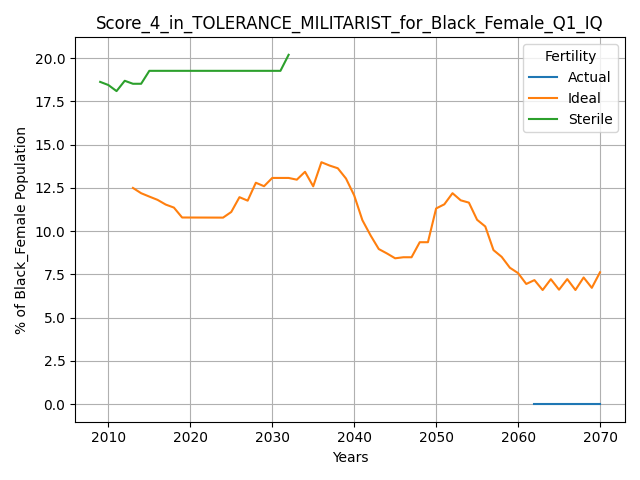 Score_4_in_TOLERANCE_MILITARIST_for_Black_Female_Q1_IQ
Fertility
Actual
Ideal
Sterile
% of Black_Female Population
20.0
17.5
15.0
12.5
10.0
7.5
5.0
2.5
0.0
2010 2020 2030 2040 2050 2060 2070
Years